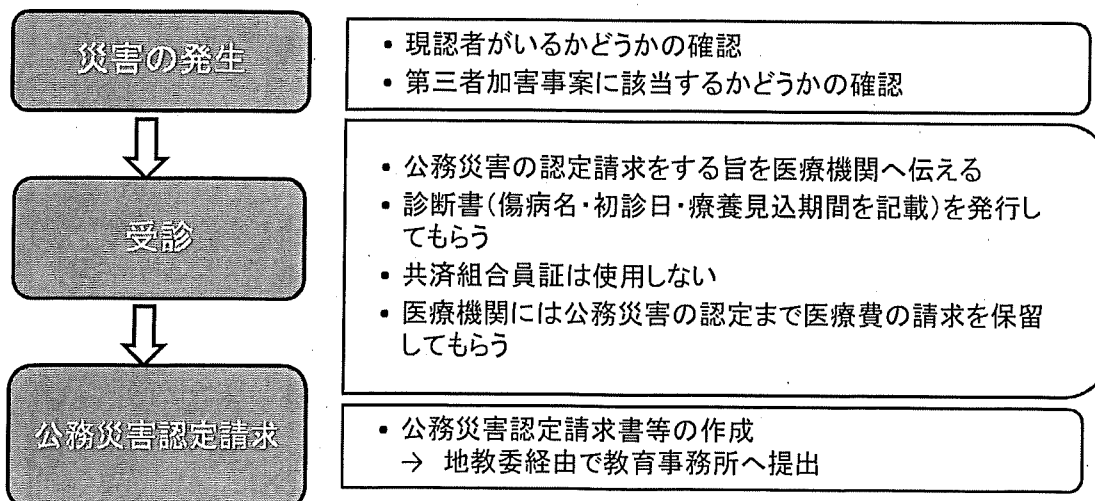 災害の発生
・現認者がいるかどうかの確認
・第三者加害事案に該当するかどうかの確認
受診
・公務災害の認定請求をする旨を医療機関へ伝える
・診断書(傷病名・初診日・療養見込期間を記載)を発行し
てもらう
・共済組合員証は使用しない
・医療機関には公務災害の認定まで医療費の請求を保留
してもらう
公務災害認定請求
・公務災害認定請求書等の作成
→ 地教委経由で教育事務所へ提出